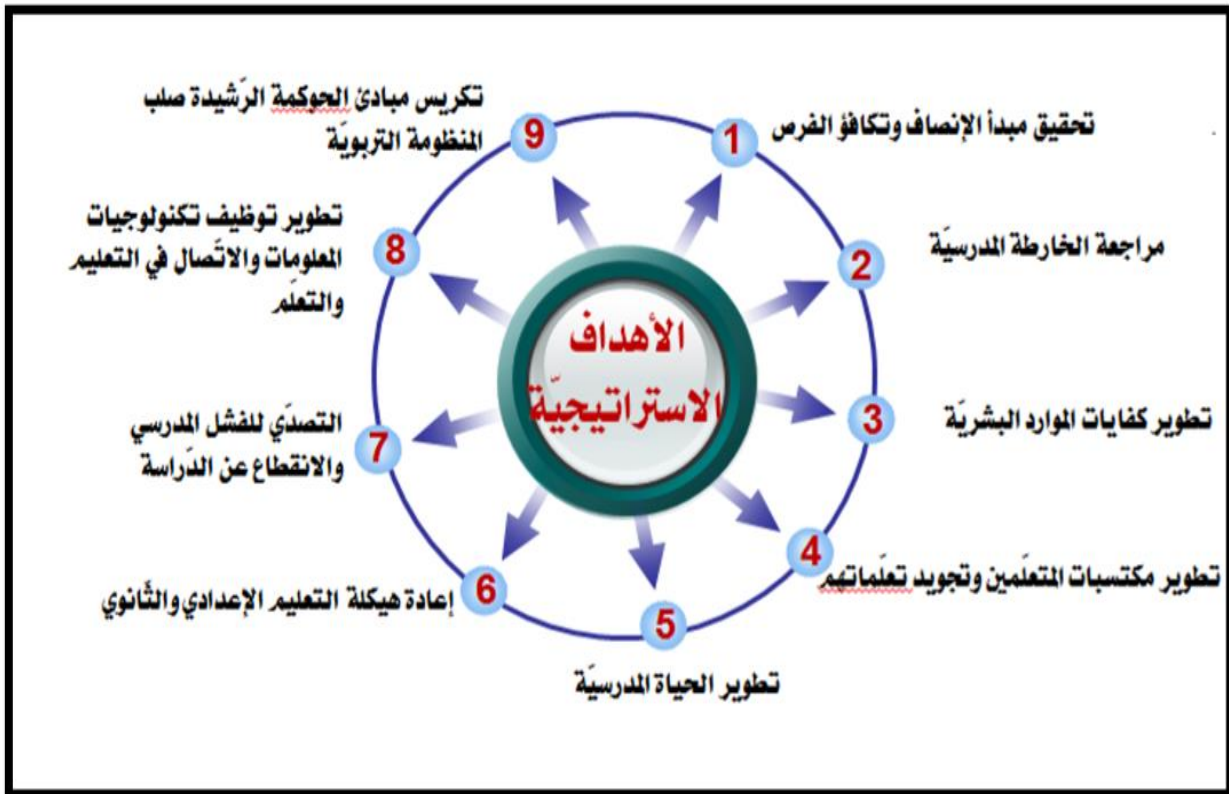 الأهداف
الاستراتيجيّة
1
تحقيق مبدأ الإنصاف وتكافؤ الفرص
2
مراجعة الخارطة المدرسيّة
3
تطوير كفايات الموارد البشريّة
4
تطوير مكتسبات المتعلّمين وتجويد تعلّماتهم
5
تطوير الحياة المدرسيّة
6
إعادة هيكلة التعليم الإعدادي والثّانوي
7
التصدّي للفشل المدرسي
والانقطاع عن الدّراسة
8
تطوير توظيف تكنولوجيات
المعلومات والاتّصال في التعليم
والتعلّم
9
تكريس مبادئ الحوكمة الرّشيدة صلب
المنظومة التربويّة